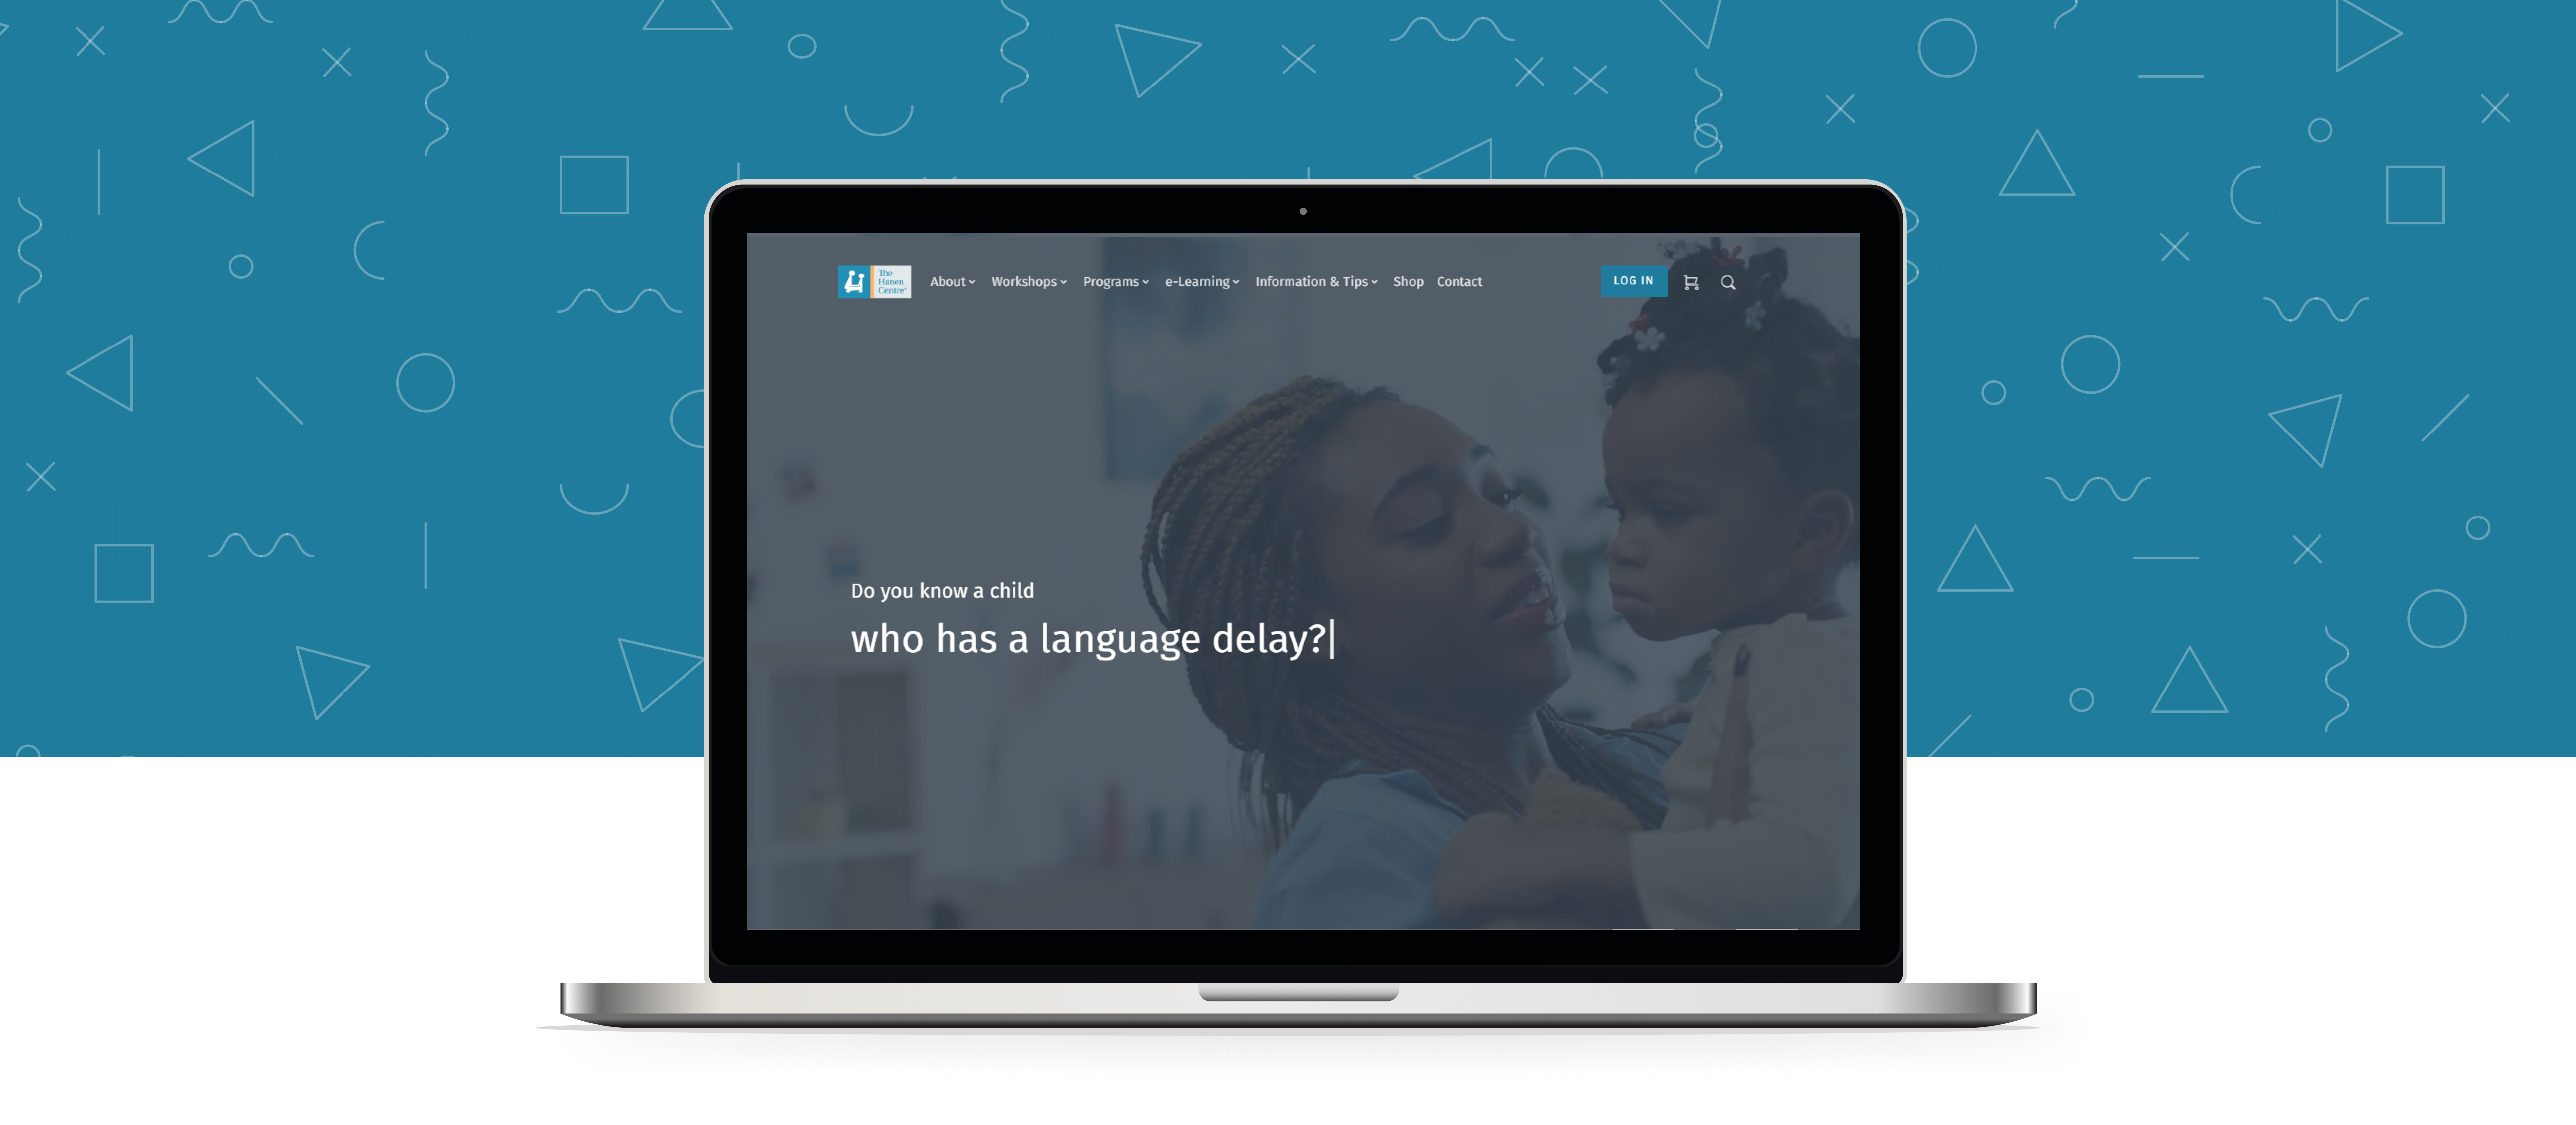 The
Hanen
Centre®
About Workshops Programs e-Learning Information & Tips Shop Contact
LOG IN
Do you know a child
who has a language delay?